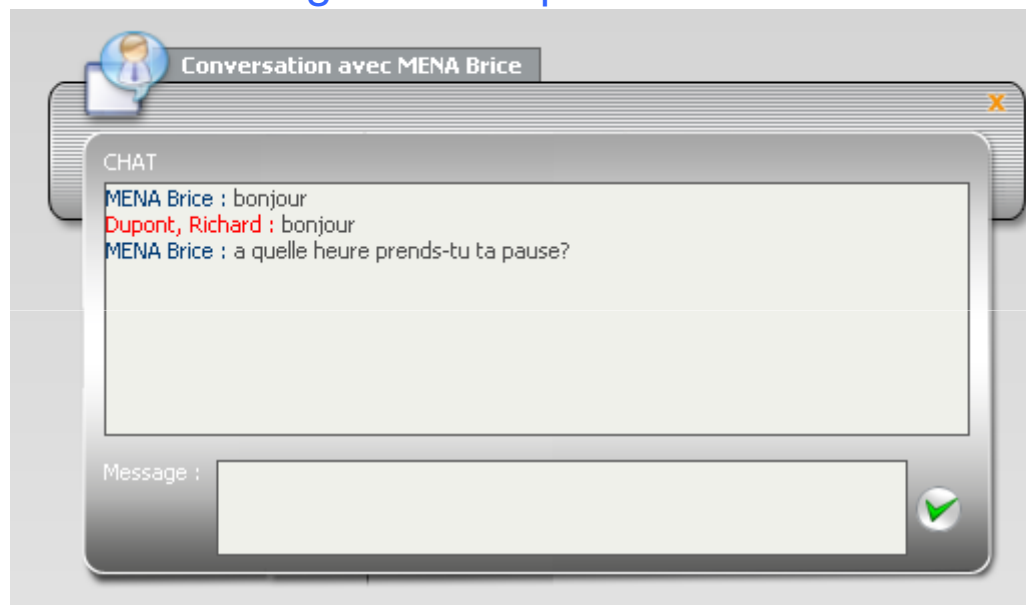 Conversation avec MENA Brice
x
CHAT
MENA Brice : bonjour
Dupont, Richard : bonjour
MENA Brice : a quelle heure prends-tu ta pause?
Message :